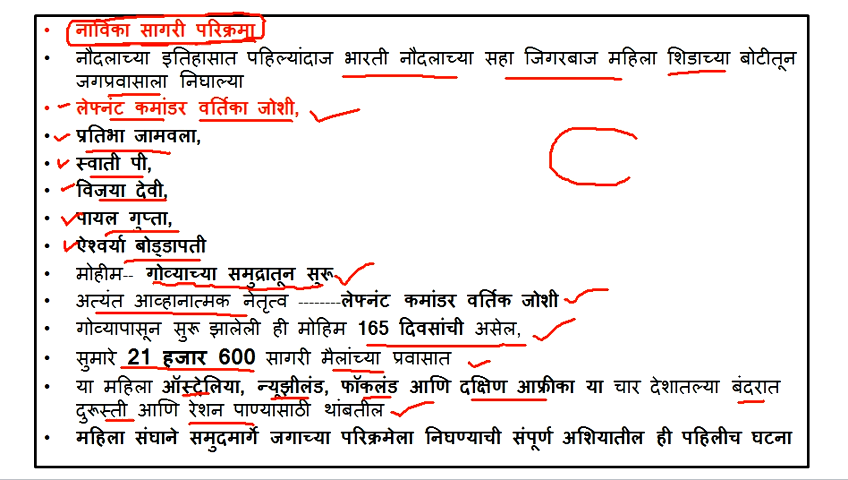 • नाविका सागरी परिक्रमा
• नौदलाच्या इतिहासात पहिल्यांदाज भारती नौदलाच्या सहा जिगरबाज महिला शिडाच्या बोटीतून
जगप्रवासाला निघाल्या
• लेफ्नंट कमांडर वर्तिका जोशी,
• प्रतिभा जामवला,
• स्वाती पी,
• विजया देवी,
• पायल गुप्ता,
• ऐश्वर्या बोड्डापती
• मोहीम-- गोव्याच्या समुद्रातून सुरू
• अत्यंत आव्हानात्मक नेतृत्व --------लेफ्नंट कमांडर वर्तिक जोशी
• गोव्यापासून सुरू झालेली ही मोहिम 165 दिवसांची असेल,
• सुमारे 21 हजार 600 सागरी मैलांच्या प्रवासात
• या महिला ऑस्ट्रेलिया, न्यूझीलंड, फॉकलंड आणि दक्षिण आफ्रीका या चार देशातल्या बंदरात
दुरूस्ती आणि रेशन पाण्यासाठी थांबतील
• महिला संघाने समुदमार्गे जगाच्या परिक्रमेला निघण्याची संपूर्ण अशियातील ही पहिलीच घटना